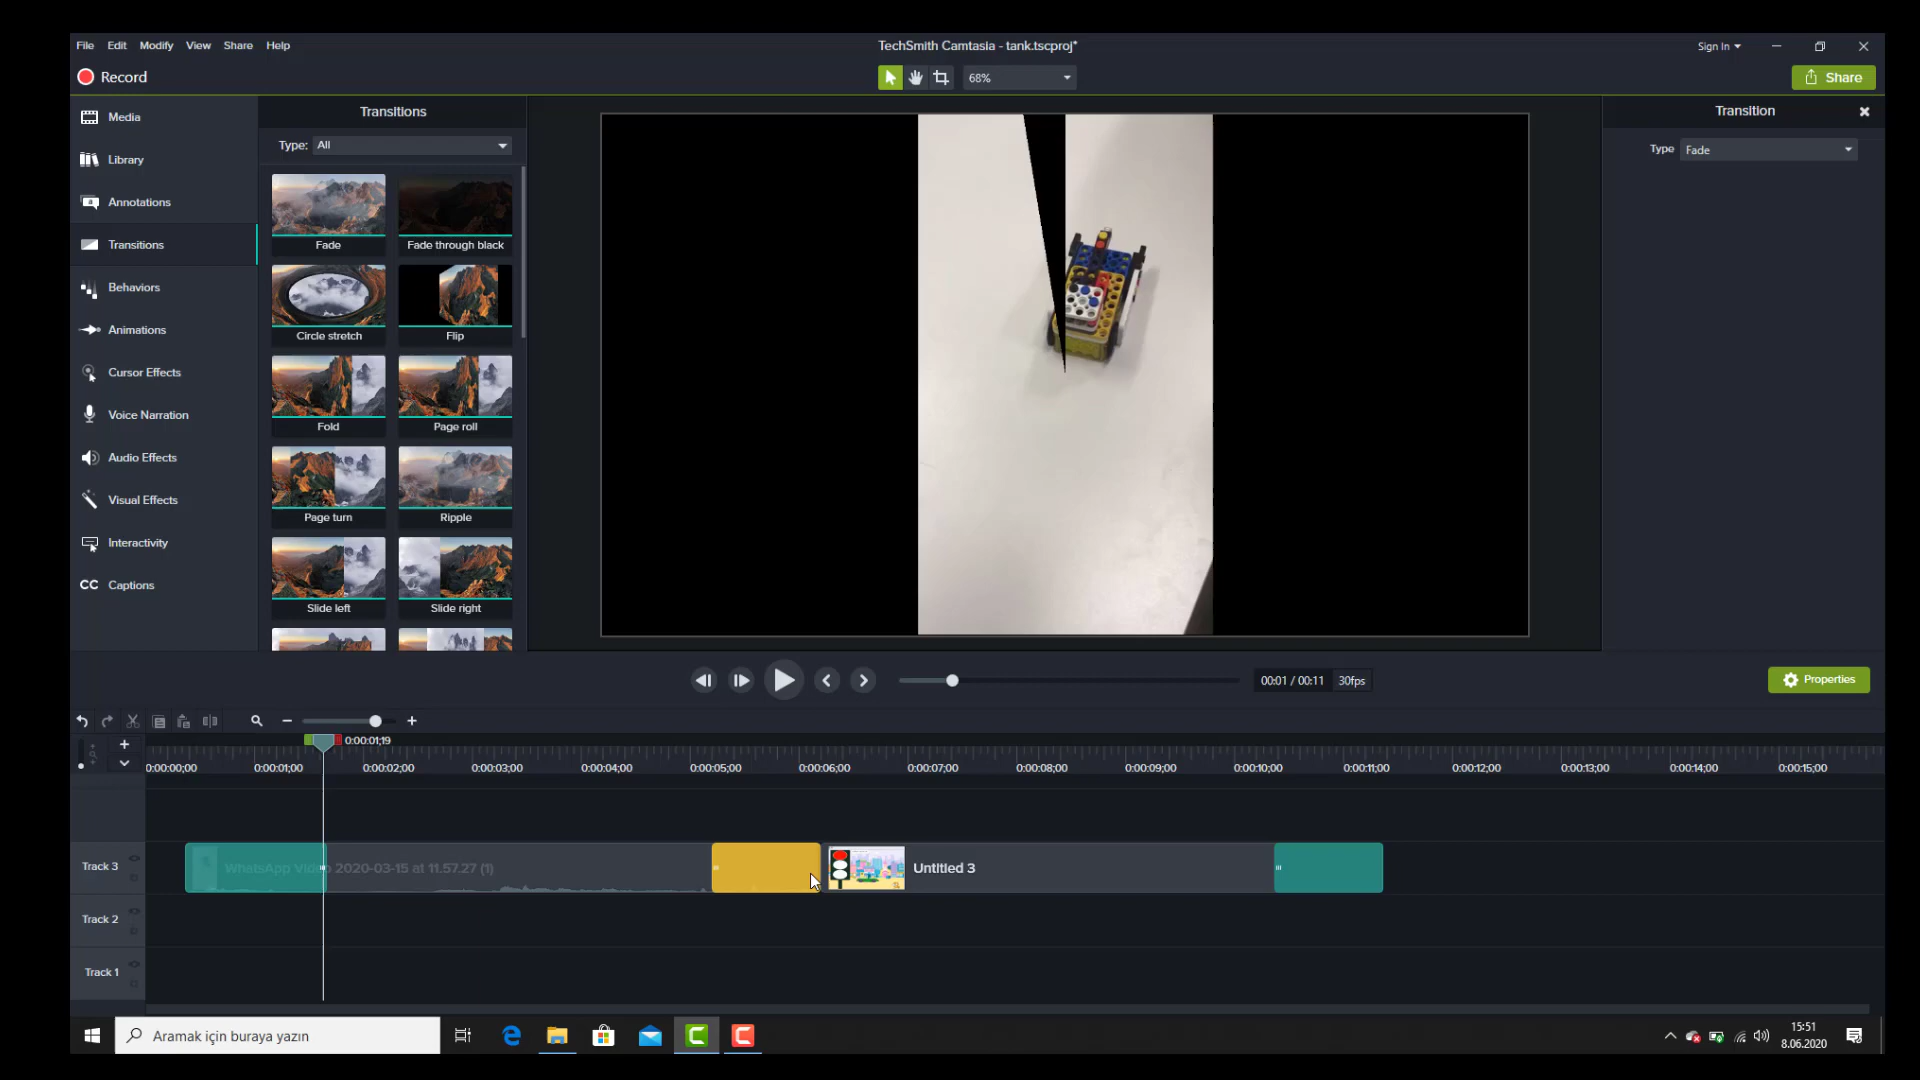 File Edit Modify View Share Help
TechSmith Camtasia - tank.tscproj*
Sign In
Record
68%
Share
Media
Library
Annotations
Transitions
Behaviors
Animations
Cursor Effects
Voice Narration
Audio Effects
Visual Effects
Interactivity
CC Captions
Transitions
Type: All
Fade
Fade through black
Circle stretch
Flip
Fold
Page roll
Page turn
Ripple
Slide left
Slide right
Transition
Type Fade
00:01 / 00:11 30fps
Properties
0:00:01;19
0:00:00;00 0:00:01;00 0:00:02;00 0:00:03;00 0:00:04;00 0:00:05;00 0:00:06;00 0:00:07;00 0:00:08;00 0:00:09;00 0:00:10;00 0:00:11;00 0:00:12;00 0:00:13;00 0:00:14;00 0:00:15;00
Track 3
WhatsApp Video 2020-03-15 at 11.57.27 (1)
Untitled 3
Track 2
Track 1
Aramak için buraya yazın
15:51
8.06.2020